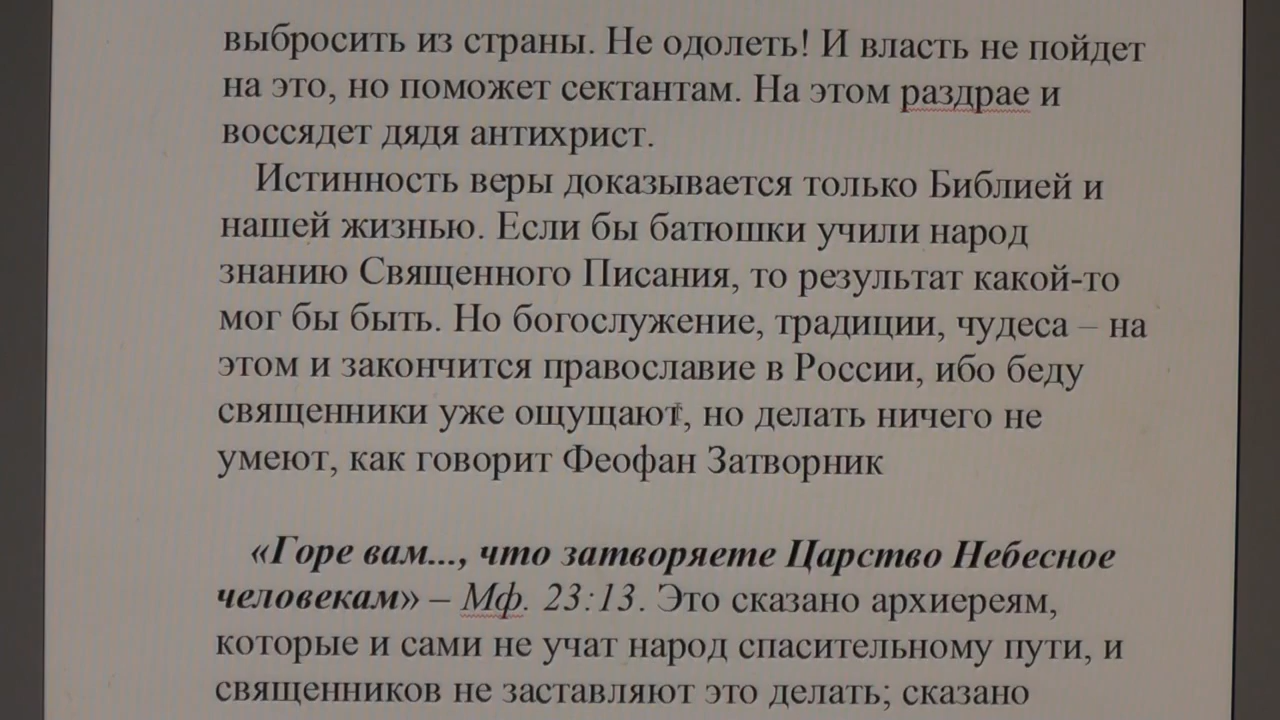 выбросить из страны. Не одолеть! И власть не пойдет
на это, но поможет сектантам. На этом раздрае и
воссядет дядя антихрист.
Истинность веры доказывается только Библией и
нашей жизнью. Если бы батюшки учили народ
знанию Священного Писания, то результат какой-то
мог бы быть. Но богослужение, традиции, чудеса – на
этом и закончится православие в России, ибо беду
священники уже ощущают, но делать ничего не
умеют, как говорит Феофан Затворник
«Горе вам..., что затворяете Царство Небесное
человекам» – Мф. 23:13. Это сказано архиереям,
которые и сами не учат народ спасительному пути, и
священников не заставляют это делать; сказано